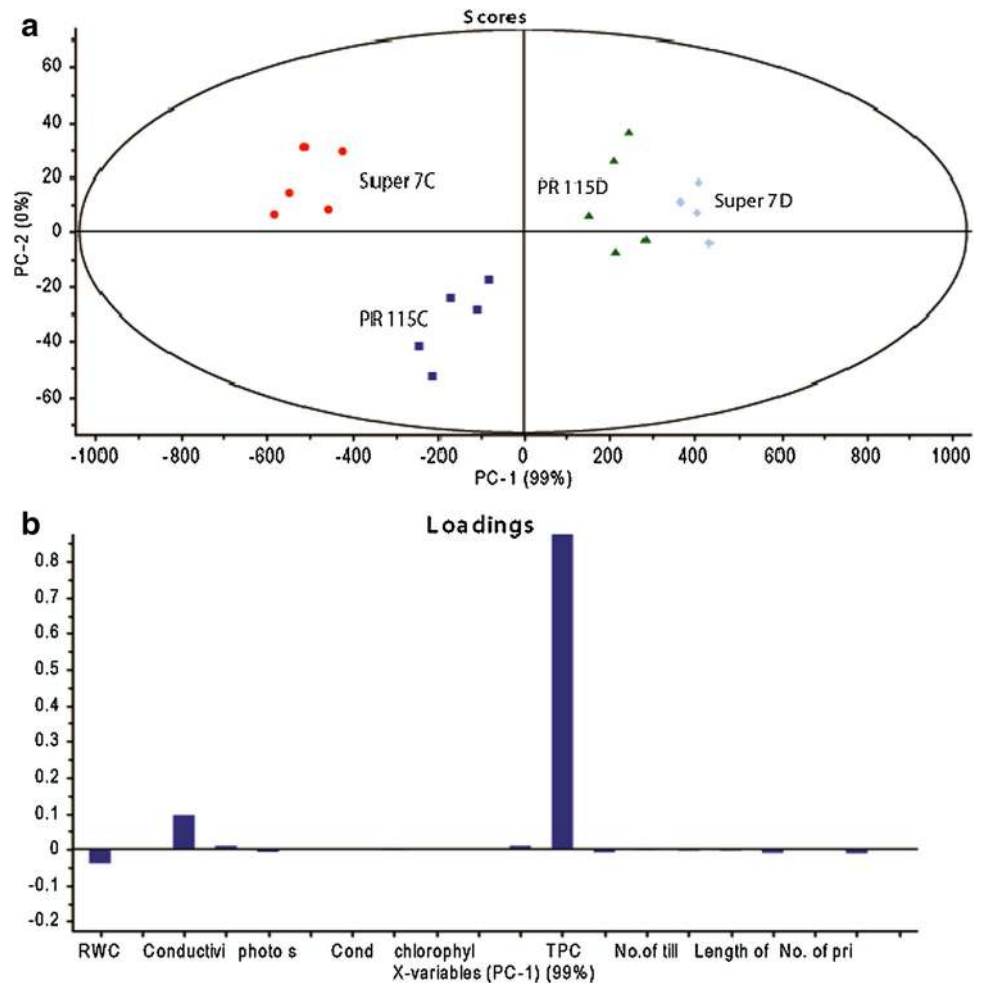 a
Scores
60
40
20
0
-20
-40
-60
PC-2 (0%)
Super 7C
PR 115D
Super 7D
PR 115C
-1000 -800 -600 -400 -200 0 200 400 600 800 1000
PC-1 (99%)
b
Loadings
0.8
0.7
0.6
0.5
0.4
0.3
0.2
0.1
0
-0.1
-0.2
RWC Conductivi photo s Cond chlorophyl TPC No.of till Length of No. of pri
X-variables (PC-1) (99%)